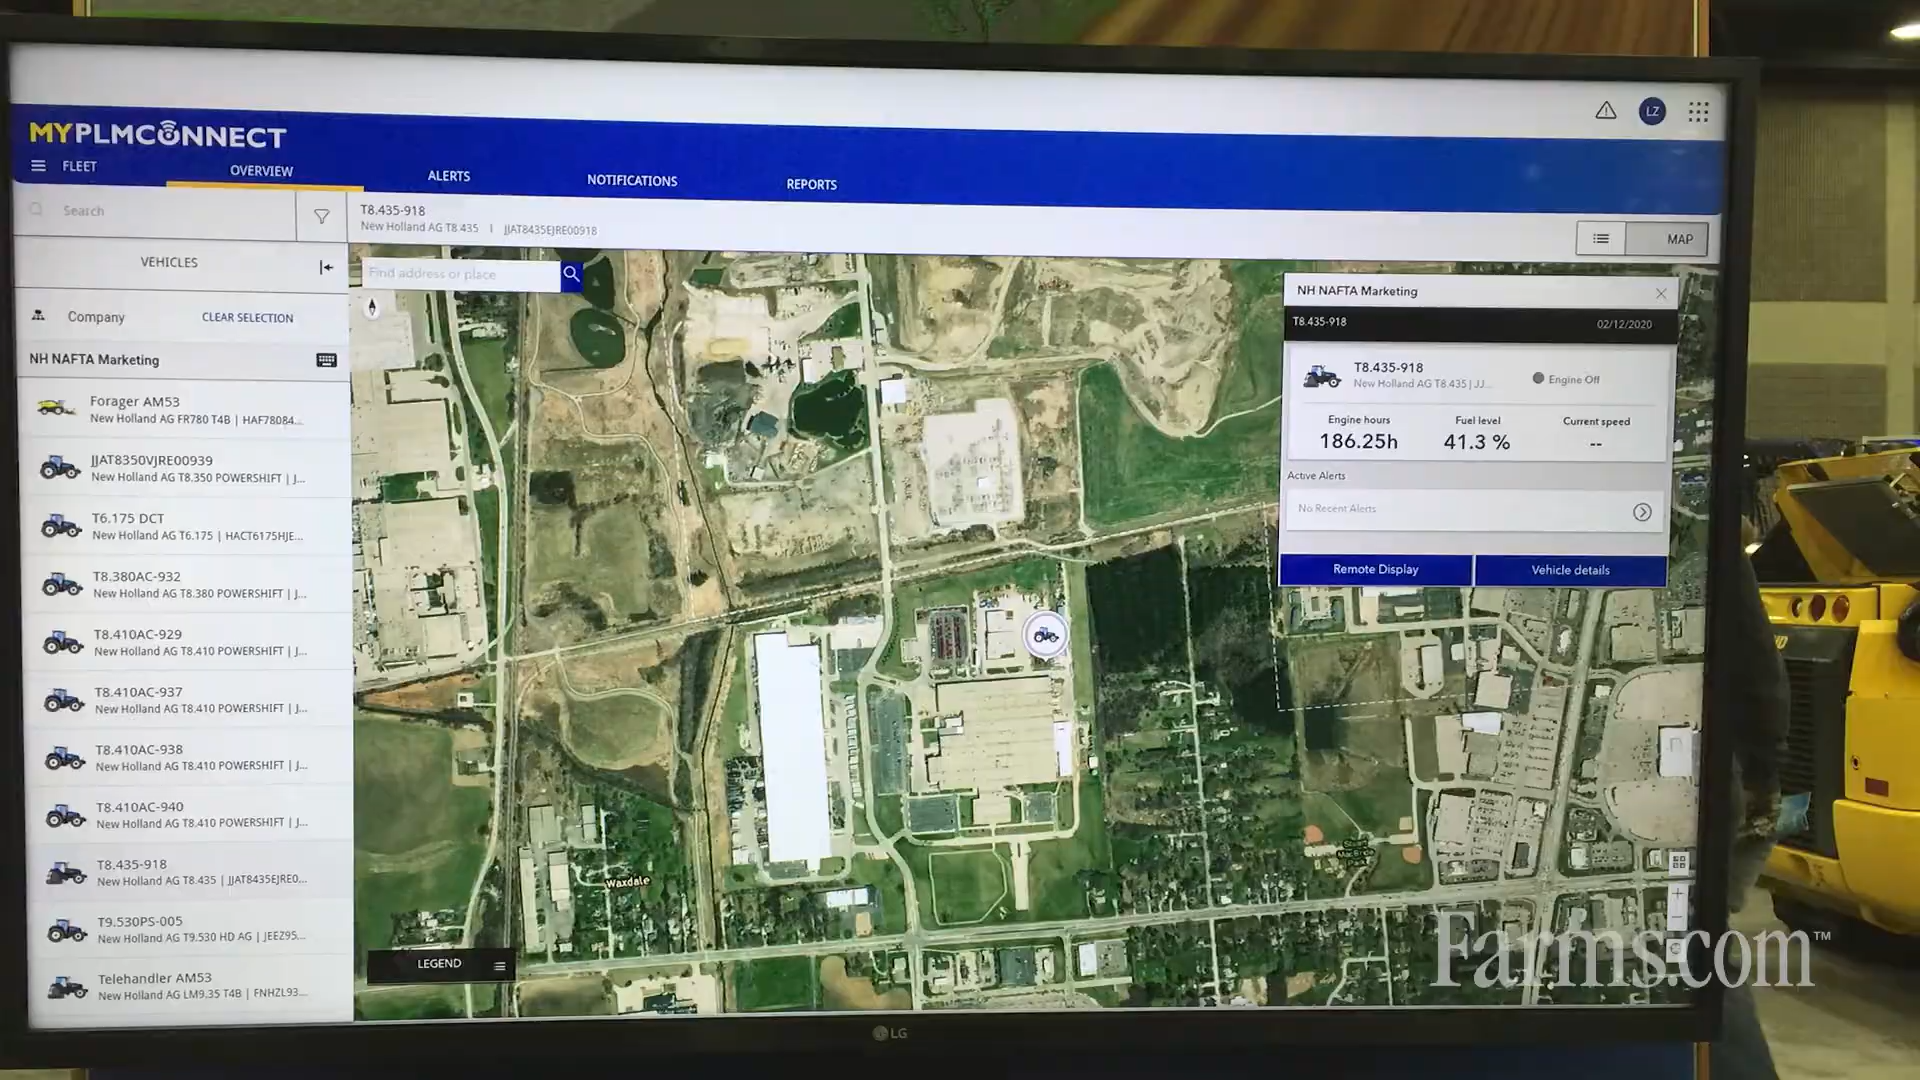 MYPLMCONNECT
LZ
FLEET
OVERVIEW
ALERTS
NOTIFICATIONS
REPORTS
Search
T8.435-918
New Holland AG T8.435 | JJAT8435EJRE00918
MAP
VEHICLES
Find address or place
Company
CLEAR SELECTION
NH NAFTA Marketing
Forager AM53
New Holland AG FR780 T4B | HAF78084...
JJAT8350VJRE00939
New Holland AG T8.350 POWERSHIFT | J...
T6.175 DCT
New Holland AG T6.175 | HACT6175HJE...
T8.380AC-932
New Holland AG T8.380 POWERSHIFT | J...
T8.410AC-929
New Holland AG T8.410 POWERSHIFT | J...
T8.410AC-937
New Holland AG T8.410 POWERSHIFT | J...
T8.410AC-938
New Holland AG T8.410 POWERSHIFT | J...
T8.410AC-940
New Holland AG T8.410 POWERSHIFT | J...
T8.435-918
New Holland AG T8.435 | JJAT8435EJRE0...
T9.530PS-005
New Holland AG T9.530 HD AG | JEEZ95...
Telehandler AM53
New Holland AG LM9.35 T4B | FNHZL93...
NH NAFTA Marketing
T8.435-918
02/12/2020
T8.435-918
New Holland AG T8.435 | JJ...
Engine Off
Engine hours
Fuel level
Current speed
186.25h
41.3 %
--
Active Alerts
No Recent Alerts
Remote Display
Vehicle details
Waxdale
LEGEND
Farms.com™
LG